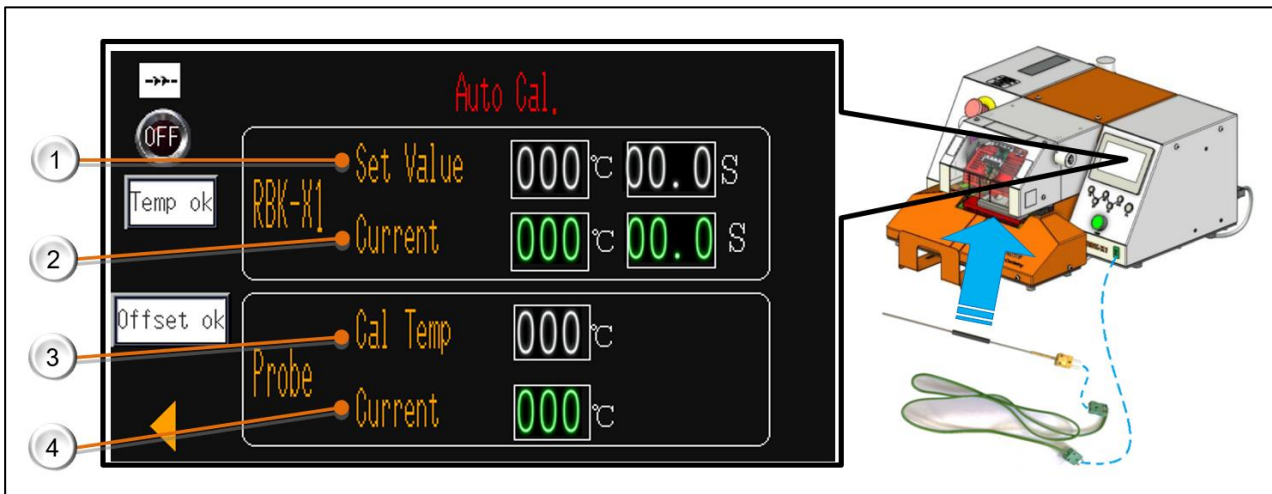 Auto Cal.
OFF
1
Set Value 000 ℃ 00.0 S
Temp ok
RBK-X1
2
Current 000 ℃ 00.0 S
Offset ok
3
Cal Temp 000 ℃
Probe
4
Current 000 ℃